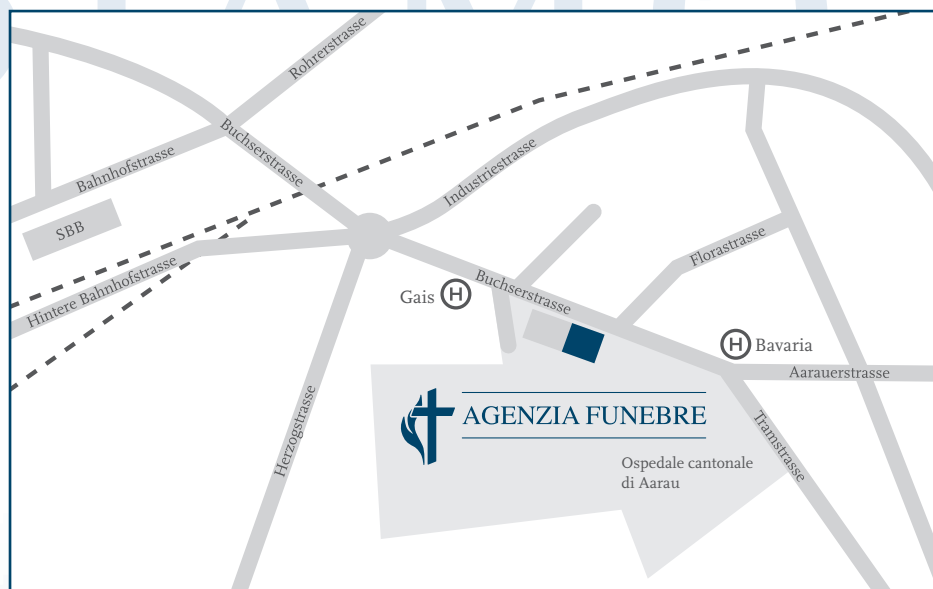 Rohrerstrasse
Buchserstrasse
Bahnhofstrasse
Industriestrasse
SBB
Florastrasse
Hintere Bahnhofstrasse
Buchserstrasse
Gais H
H Bavaria
Aarauerstrasse
Herzogstrasse
AGENZIA FUNEBRE
Tramstrasse
Ospedale cantonale
di Aarau